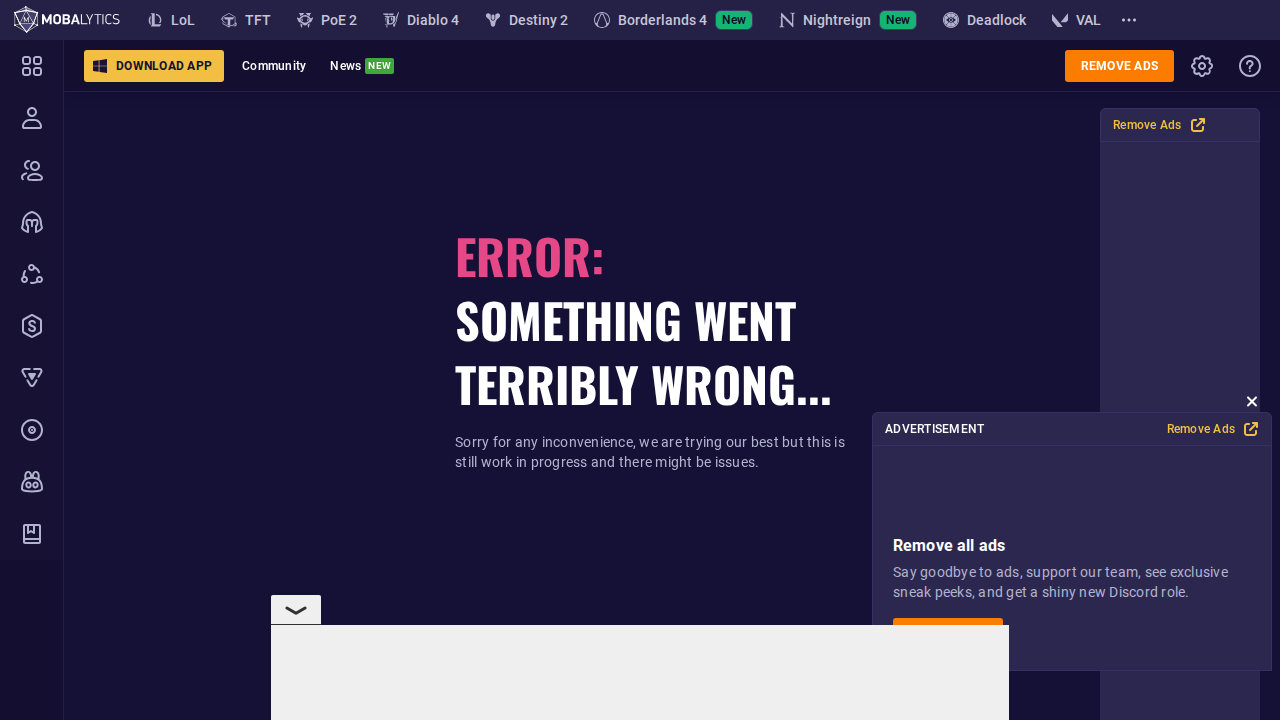 MOBALYTICS LoL TFT PoE 2 Diablo 4 Destiny 2 Borderlands 4 New Nightreign New Deadlock VAL
DOWNLOAD APP Community News NEW REMOVE ADS
Remove Ads
ERROR:
SOMETHING WENT
TERRIBLY WRONG...
Sorry for any inconvenience, we are trying our best but this is
still work in progress and there might be issues.
ADVERTISEMENT Remove Ads
Remove all ads
Say goodbye to ads, support our team, see exclusive
sneak peeks, and get a shiny new Discord role.